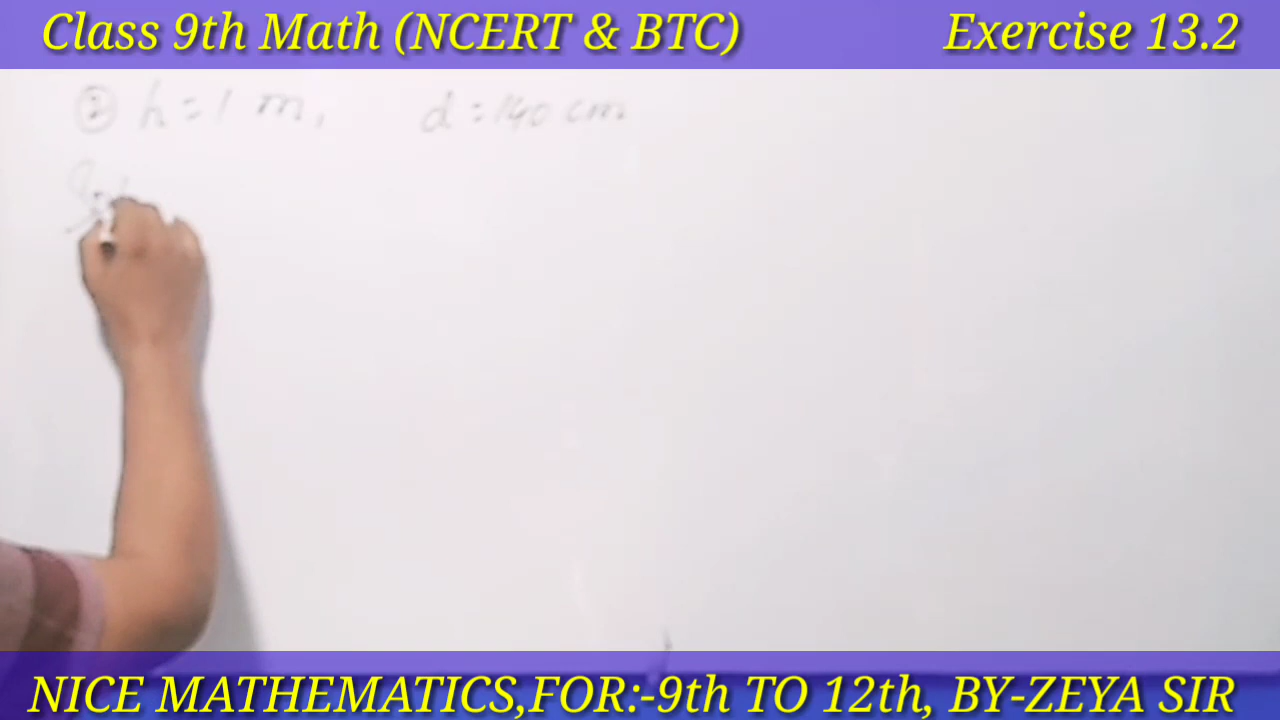 Class 9th Math (NCERT & BTC) Exercise 13.2
② h = 1 m, d = 140 cm
NICE MATHEMATICS,FOR:-9th TO 12th, BY-ZEYA SIR